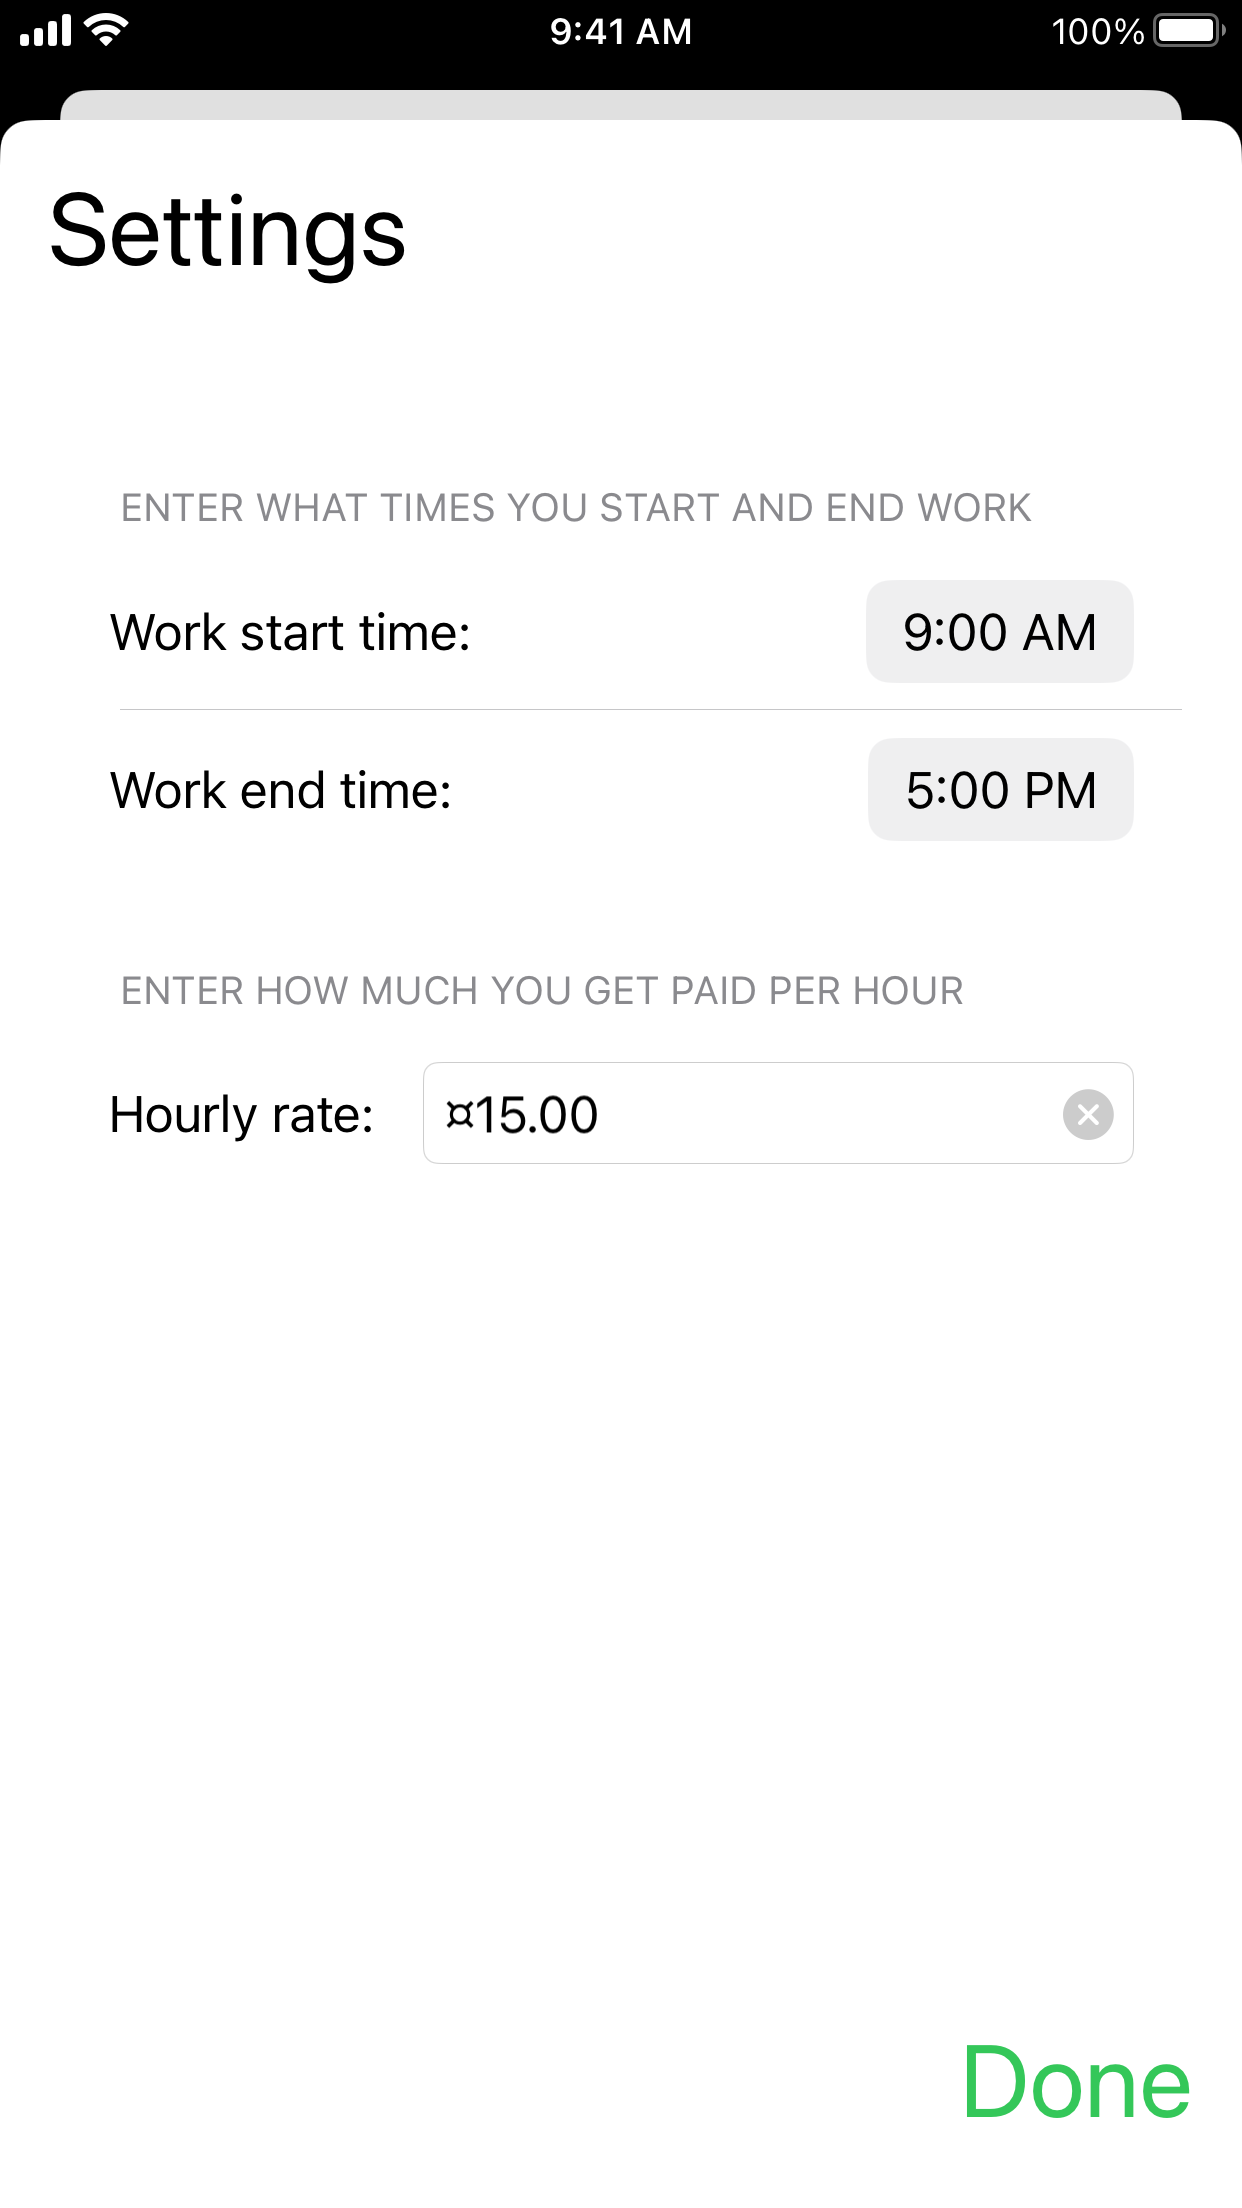 9:41 AM 100%
Settings
ENTER WHAT TIMES YOU START AND END WORK
Work start time: 9:00 AM
Work end time: 5:00 PM
ENTER HOW MUCH YOU GET PAID PER HOUR
Hourly rate: ¤15.00
Done